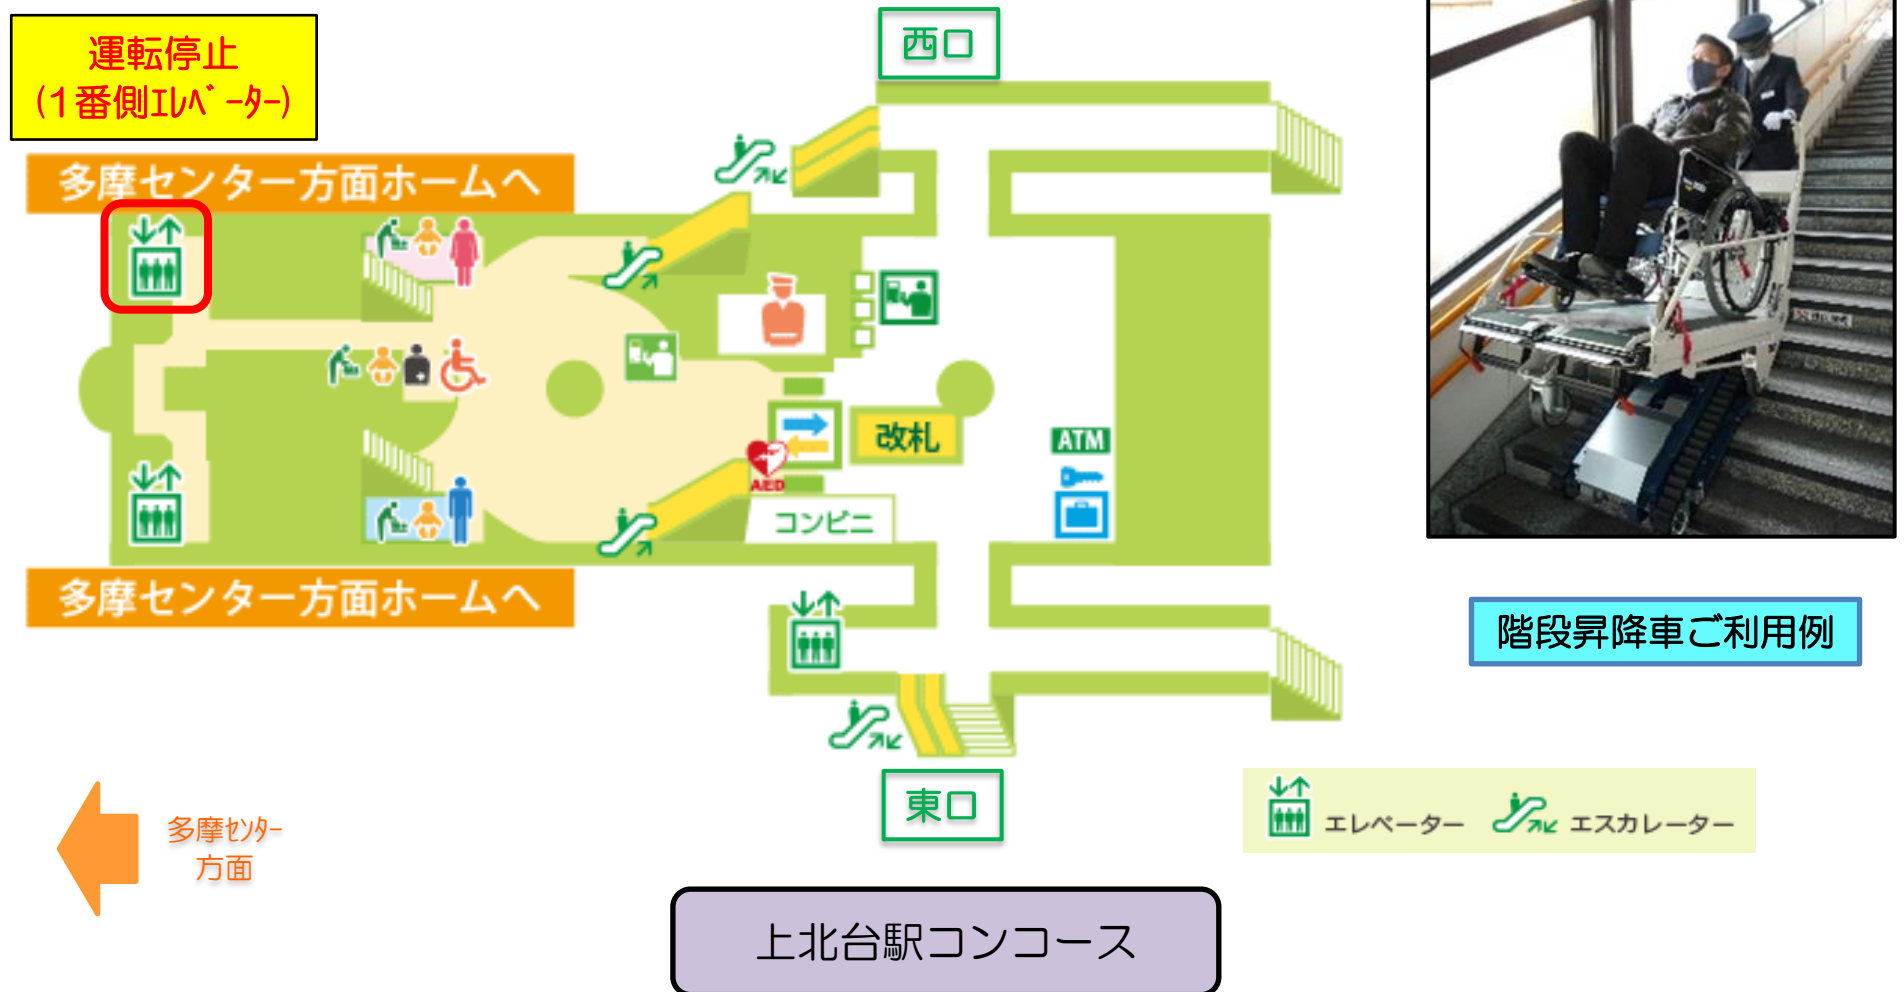 運転停止
(1番側ｴﾚﾍﾞｰﾀｰ)
西口
多摩センター方面ホームへ
改札
ATM
AED
コンビニ
多摩センター方面ホームへ
階段昇降車ご利用例
東口
エレベーター
エスカレーター
多摩ｾﾝﾀｰ
方面
上北台駅コンコース